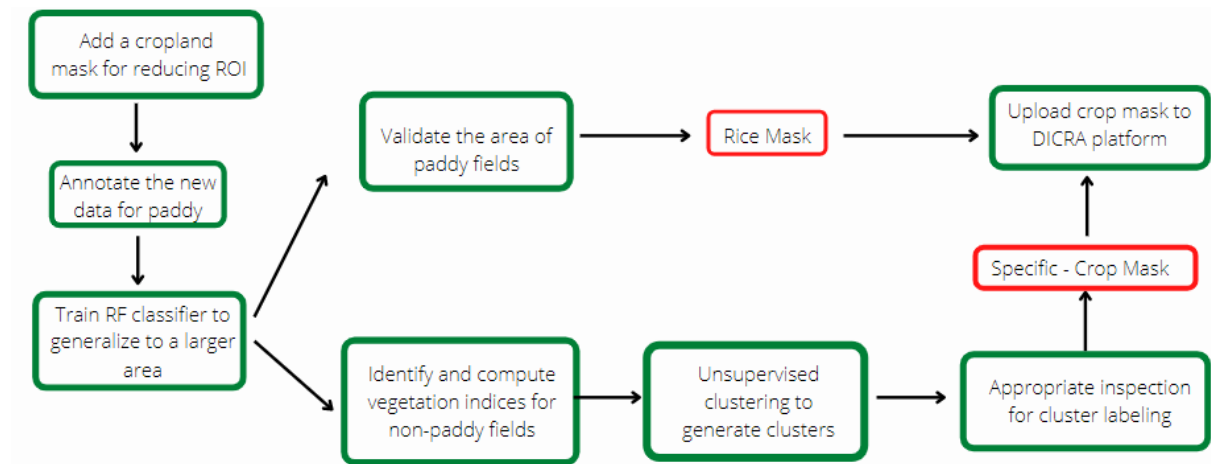 Add a cropland
mask for reducing ROI
Annotate the new
data for paddy
Train RF classifier to
generalize to a larger
area
Validate the area of
paddy fields
Rice Mask
Upload crop mask to
DICRA platform
Identify and compute
vegetation indices for
non-paddy fields
Unsupervised
clustering to
generate clusters
Appropriate inspection
for cluster labeling
Specific - Crop Mask